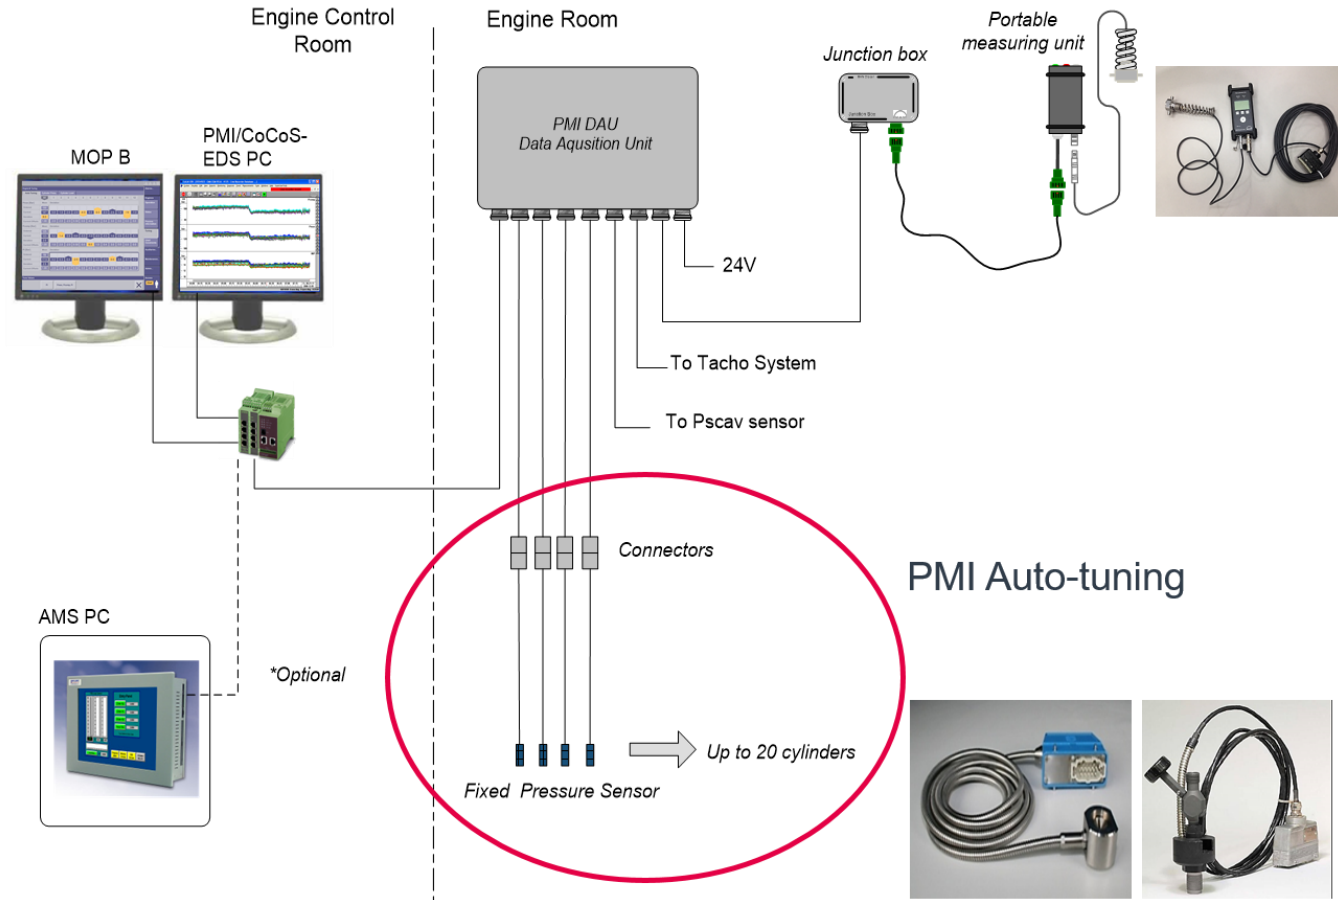 Engine Control
Room
Engine Room
Portable
measuring unit
Junction box
PMI DAU
Data Aqusition Unit
Junction Box
MOP B
PMI/CoCoS-
EDS PC
24V
To Tacho System
To Pscav sensor
Connectors
PMI Auto-tuning
AMS PC
*Optional
Up to 20 cylinders
Fixed Pressure Sensor